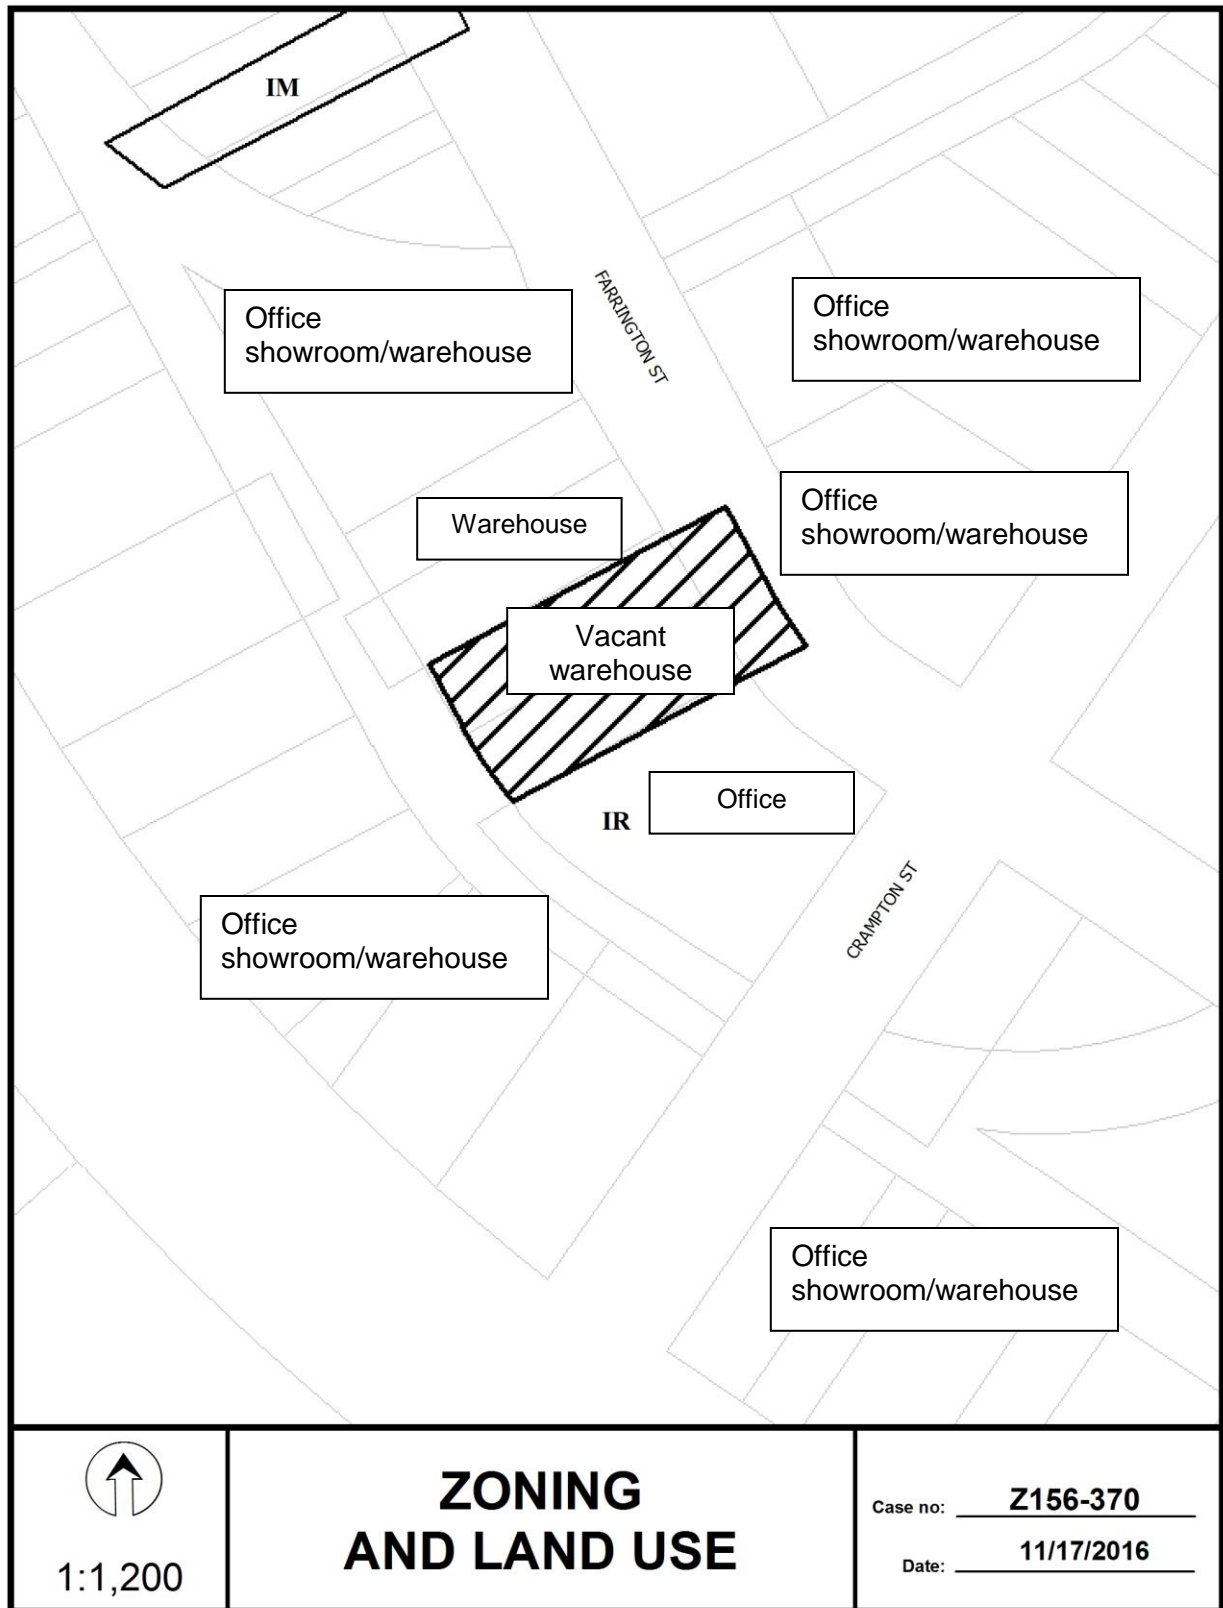 IM
FARRINGTON ST
Office
showroom/warehouse
Office
showroom/warehouse
Office
showroom/warehouse
Warehouse
Vacant
warehouse
Office
IR
CRAMPTON ST
Office
showroom/warehouse
Office
showroom/warehouse
1:1,200
ZONING
AND LAND USE
Case no: Z156-370
Date: 11/17/2016